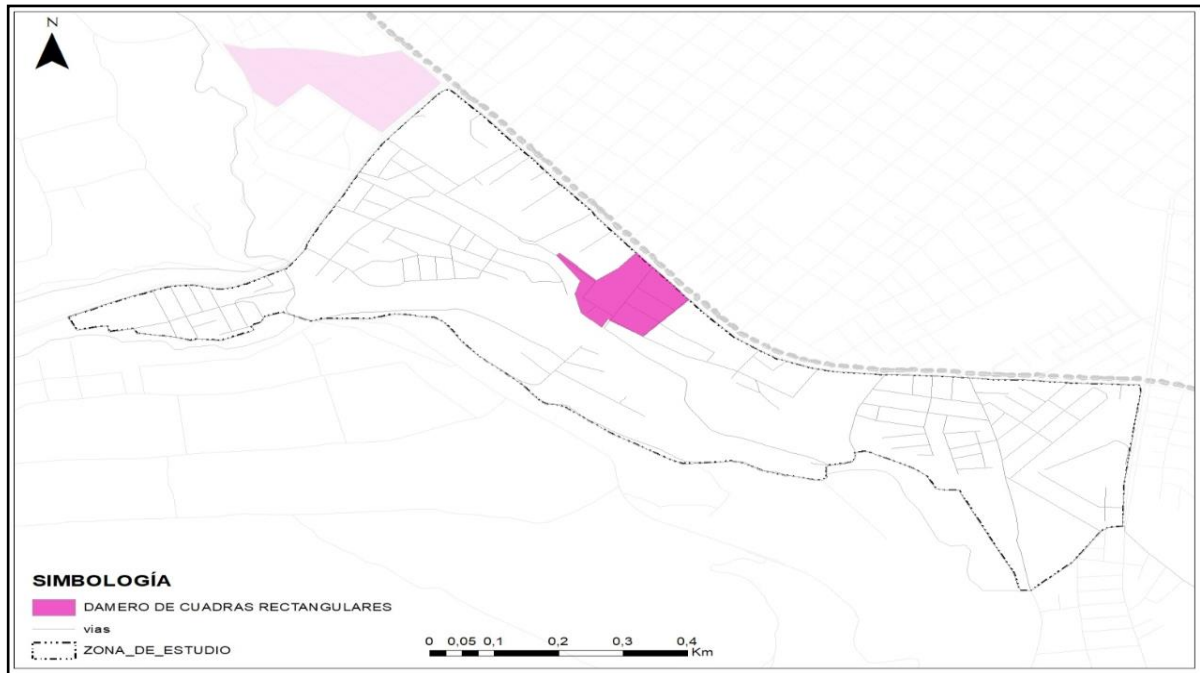 N
SIMBOLOGÍA
DAMERO DE CUADRAS RECTANGULARES
vias
ZONA_DE_ESTUDIO
0 0,05 0,1 0,2 0,3 0,4
Km